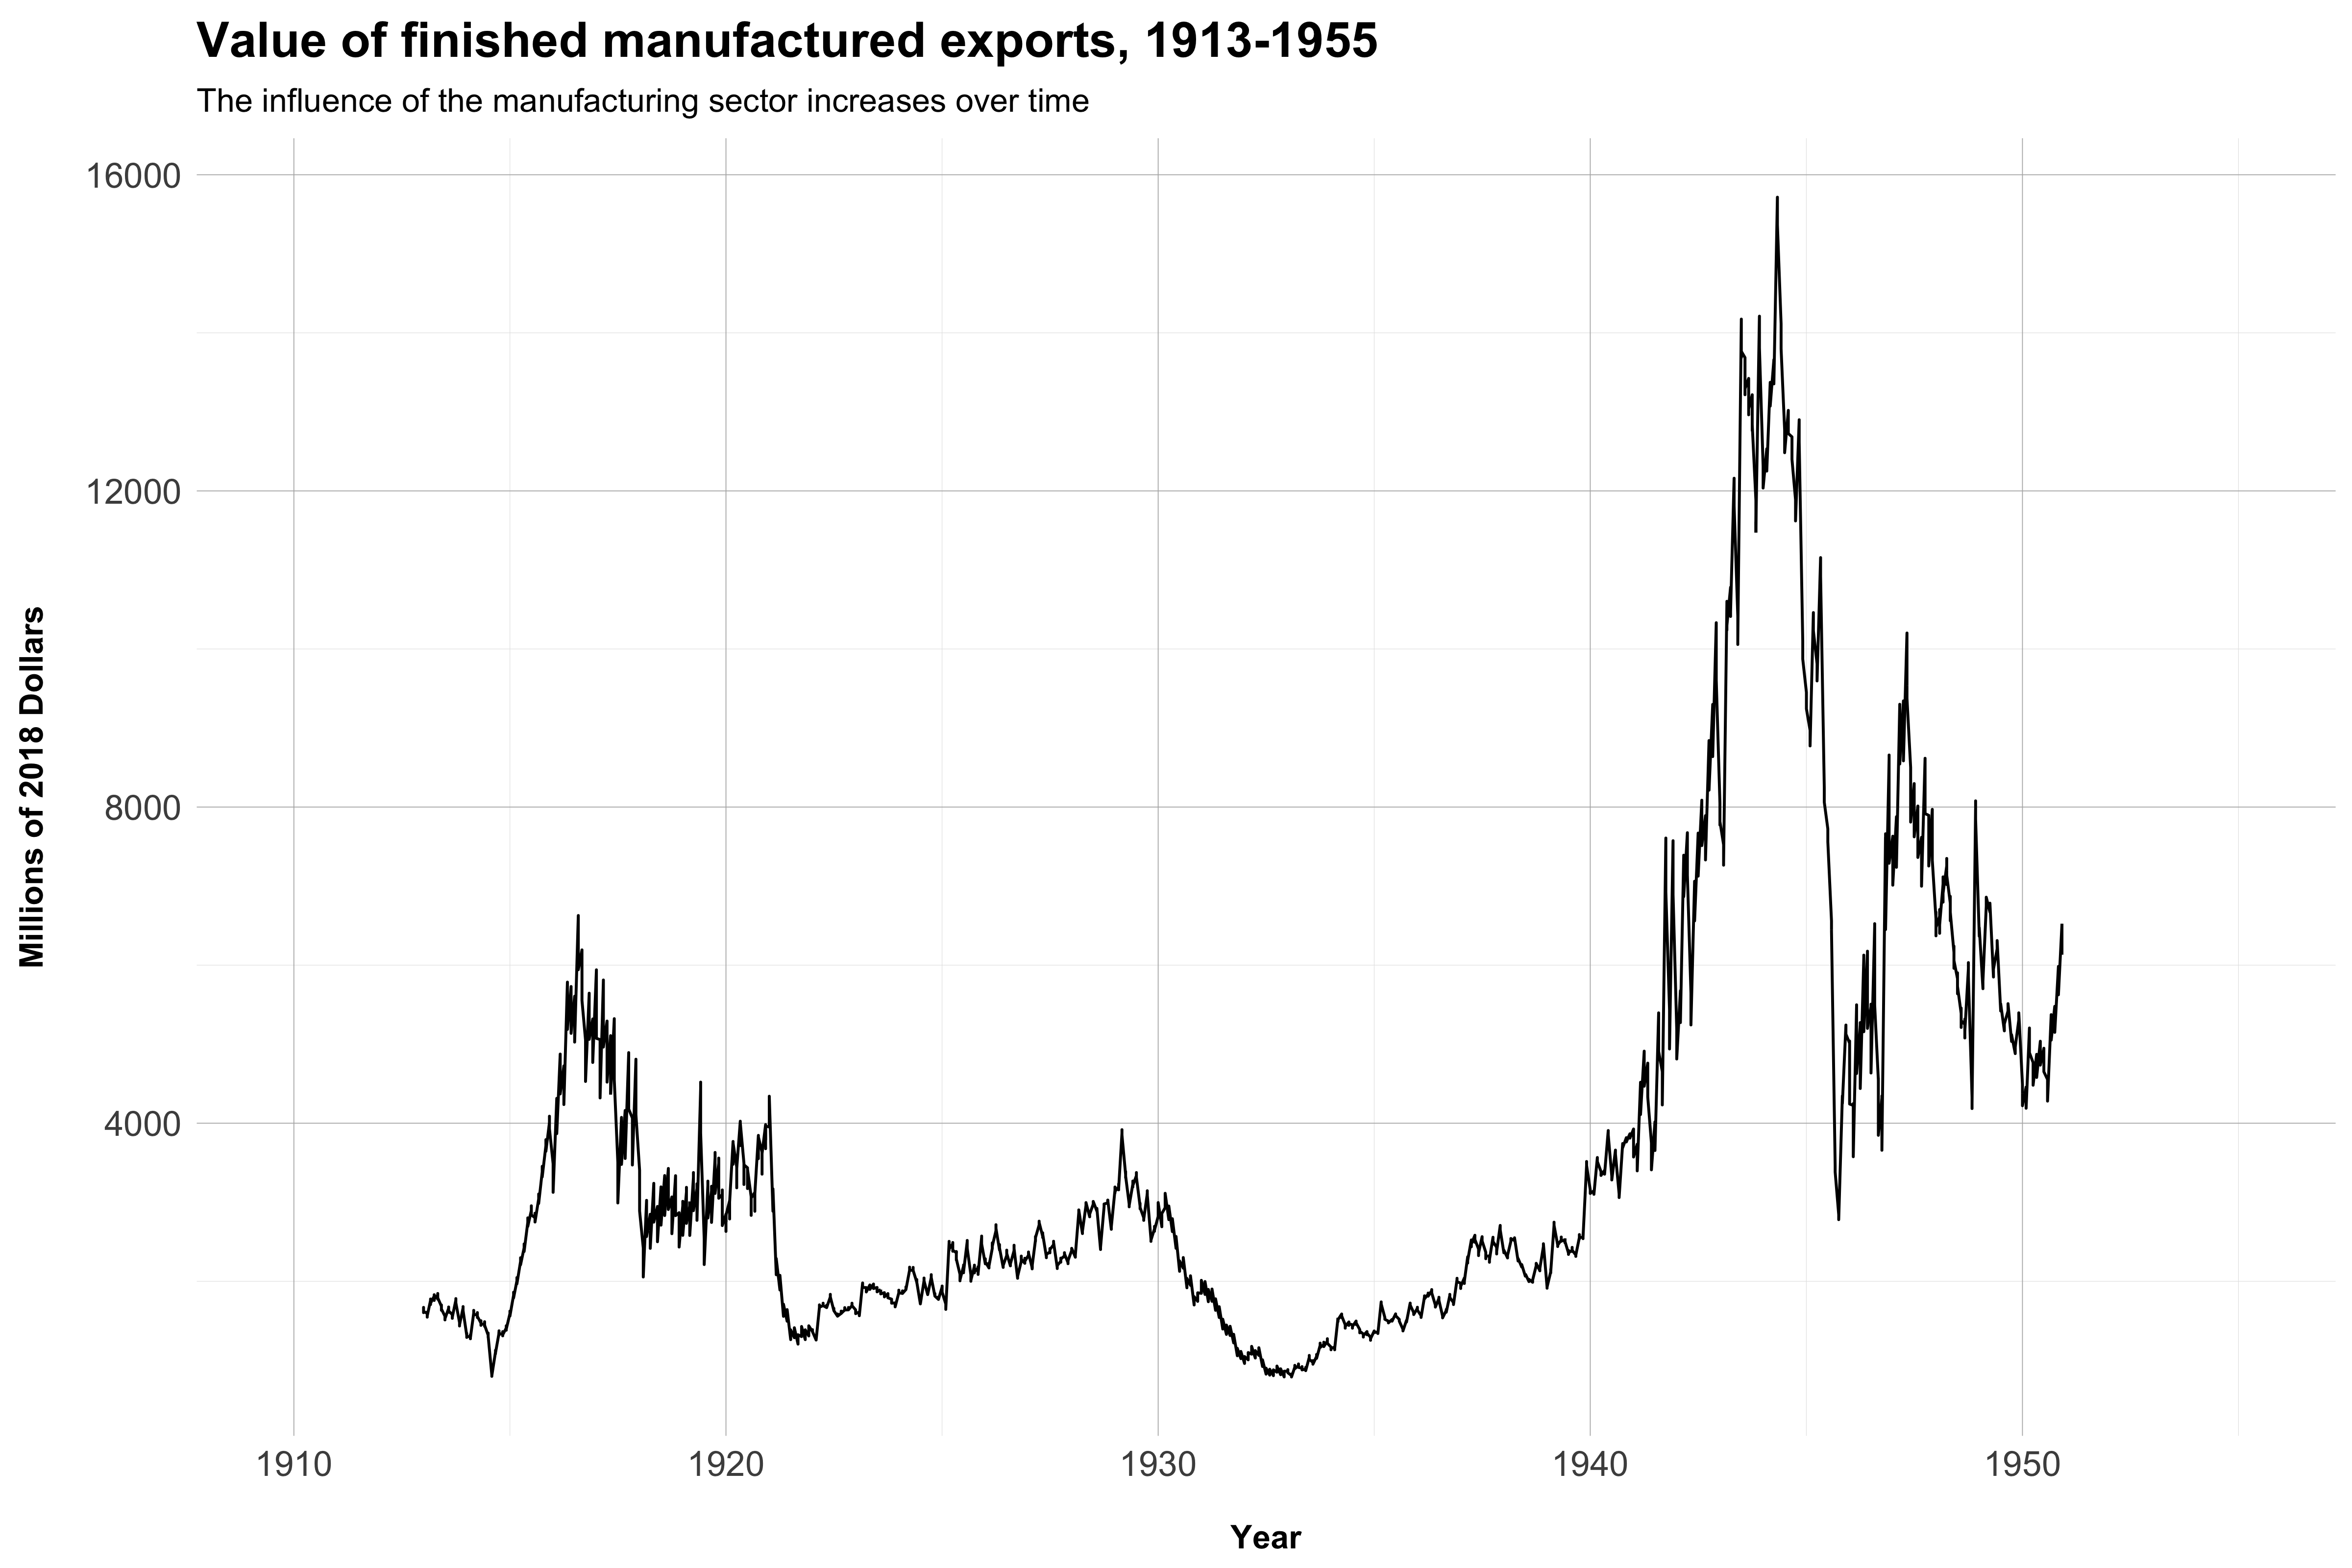 Value of finished manufactured exports, 1913-1955
The influence of the manufacturing sector increases over time
16000
12000
8000
4000
Millions of 2018 Dollars
1910 1920 1930 1940 1950
Year